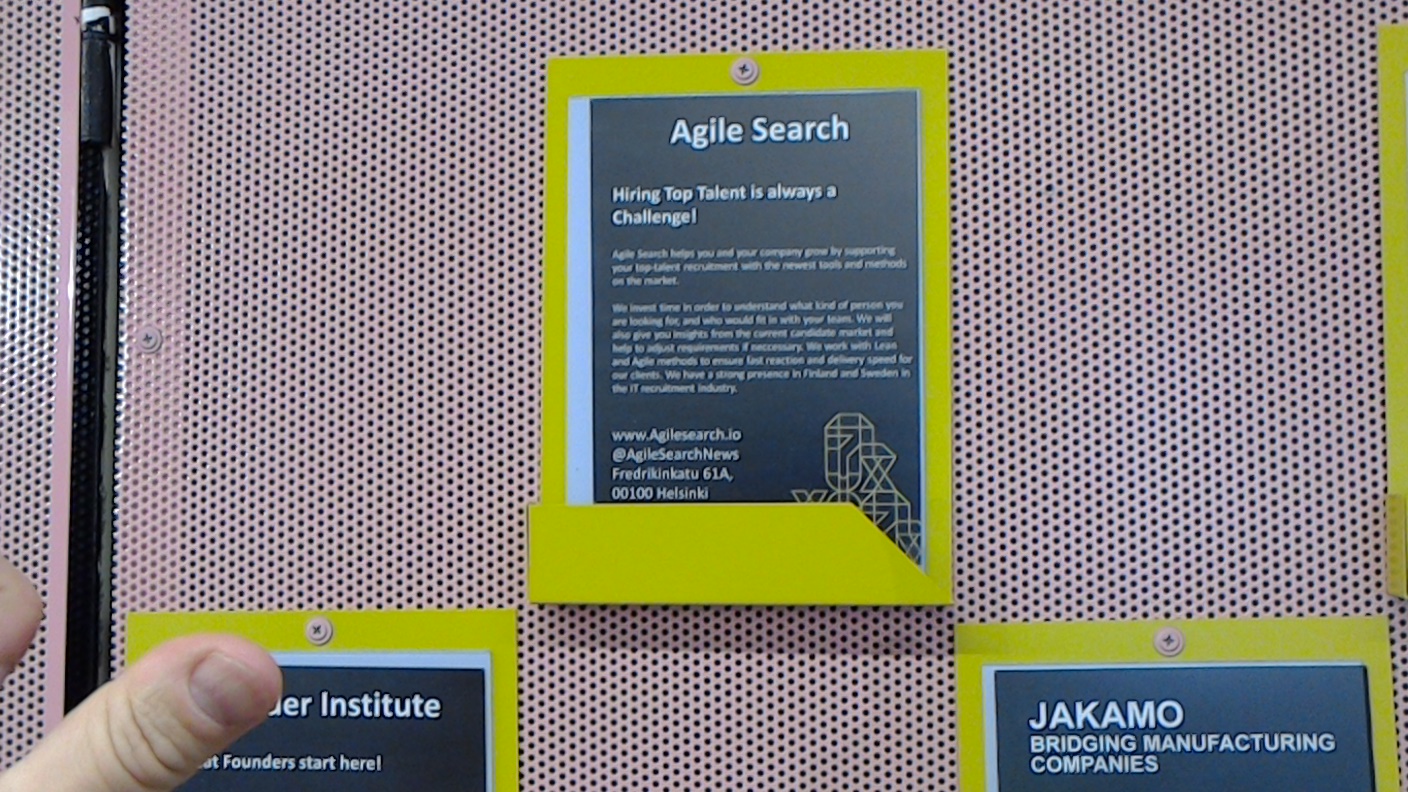 Agile Search
Hiring Top Talent is always a
Challenge!
Agile Search helps you and your company grow by supporting
your top-talent recruitment with the newest tools and methods
on the market.
We invest time in order to understand what kind of person you
are looking for, and who would fit in with your team. We will
also give you insights from the current candidate market and
help to adjust requirements if neccessary. We work with Lean
and Agile methods to ensure fast reaction and delivery speed for
our clients. We have a strong presence in Finland and Sweden in
the IT recruitment industry.
www.Agilesearch.io
@AgileSearchNews
Fredrikinkatu 61A,
00100 Helsinki
Institute
Founders start here!
JAKAMO
BRIDGING MANUFACTURING
COMPANIES